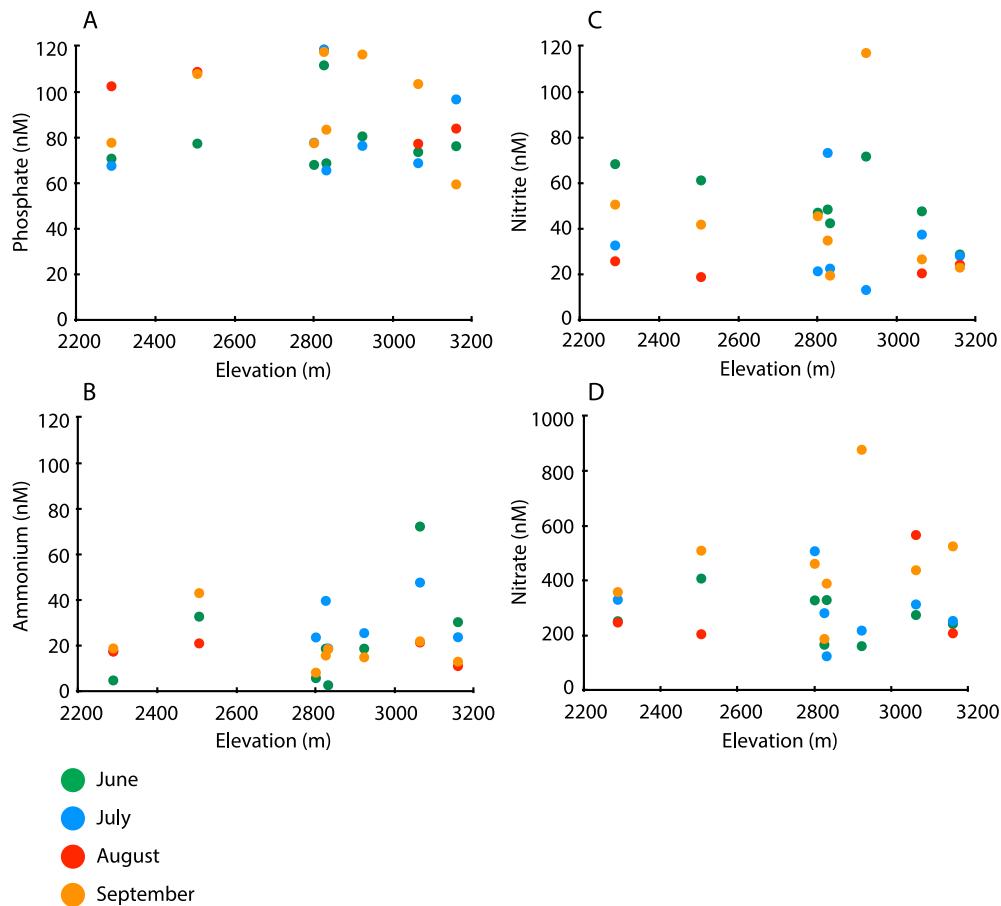 A
120
100
80
60
40
20
0
Phosphate (nM)
2200 2400 2600 2800 3000 3200
Elevation (m)
C
120
100
80
60
40
20
0
Nitrite (nM)
2200 2400 2600 2800 3000 3200
Elevation (m)
B
120
100
80
60
40
20
0
Ammonium (nM)
2200 2400 2600 2800 3000 3200
Elevation (m)
D
1000
800
600
400
200
0
Nitrate (nM)
2200 2400 2600 2800 3000 3200
Elevation (m)
June
July
August
September